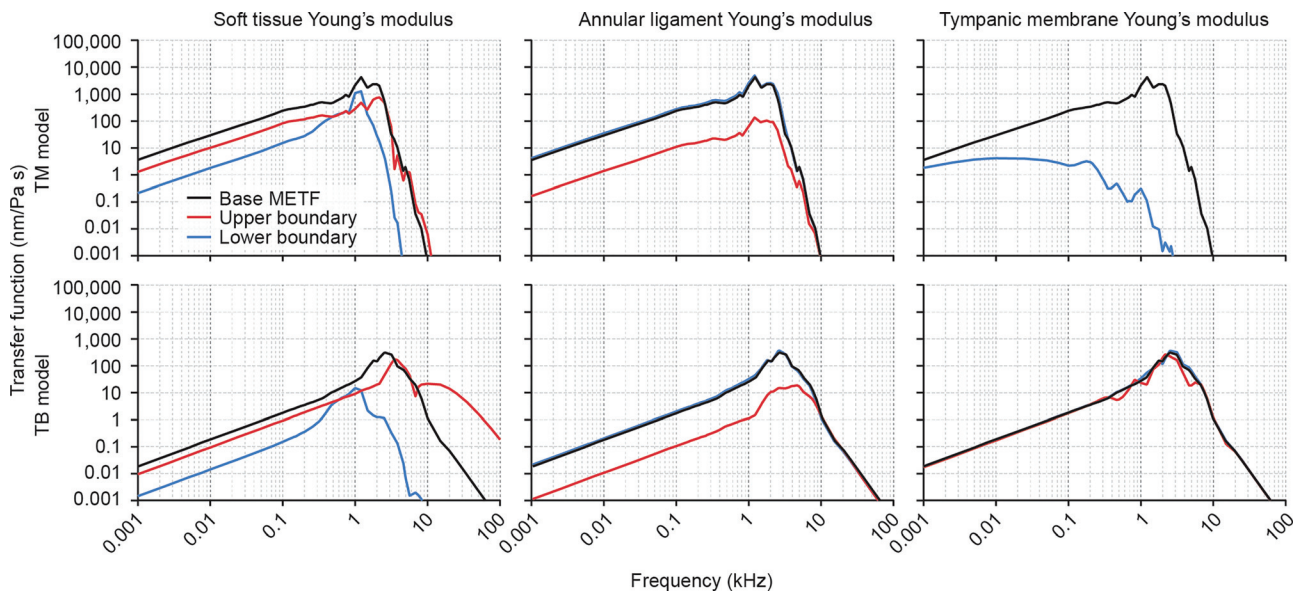 Soft tissue Young's modulus
Annular ligament Young's modulus
Tympanic membrane Young's modulus
Transfer function (nm/Pa s)
TM model
100,000
10,000
1,000
100
10
1
0.1
0.01
0.001
Base METF
Upper boundary
Lower boundary
TB model
100,000
10,000
1,000
100
10
1
0.1
0.01
0.001
0.001 0.01 0.1 1 10 100
0.001 0.01 0.1 1 10 100
0.001 0.01 0.1 1 10 100
Frequency (kHz)